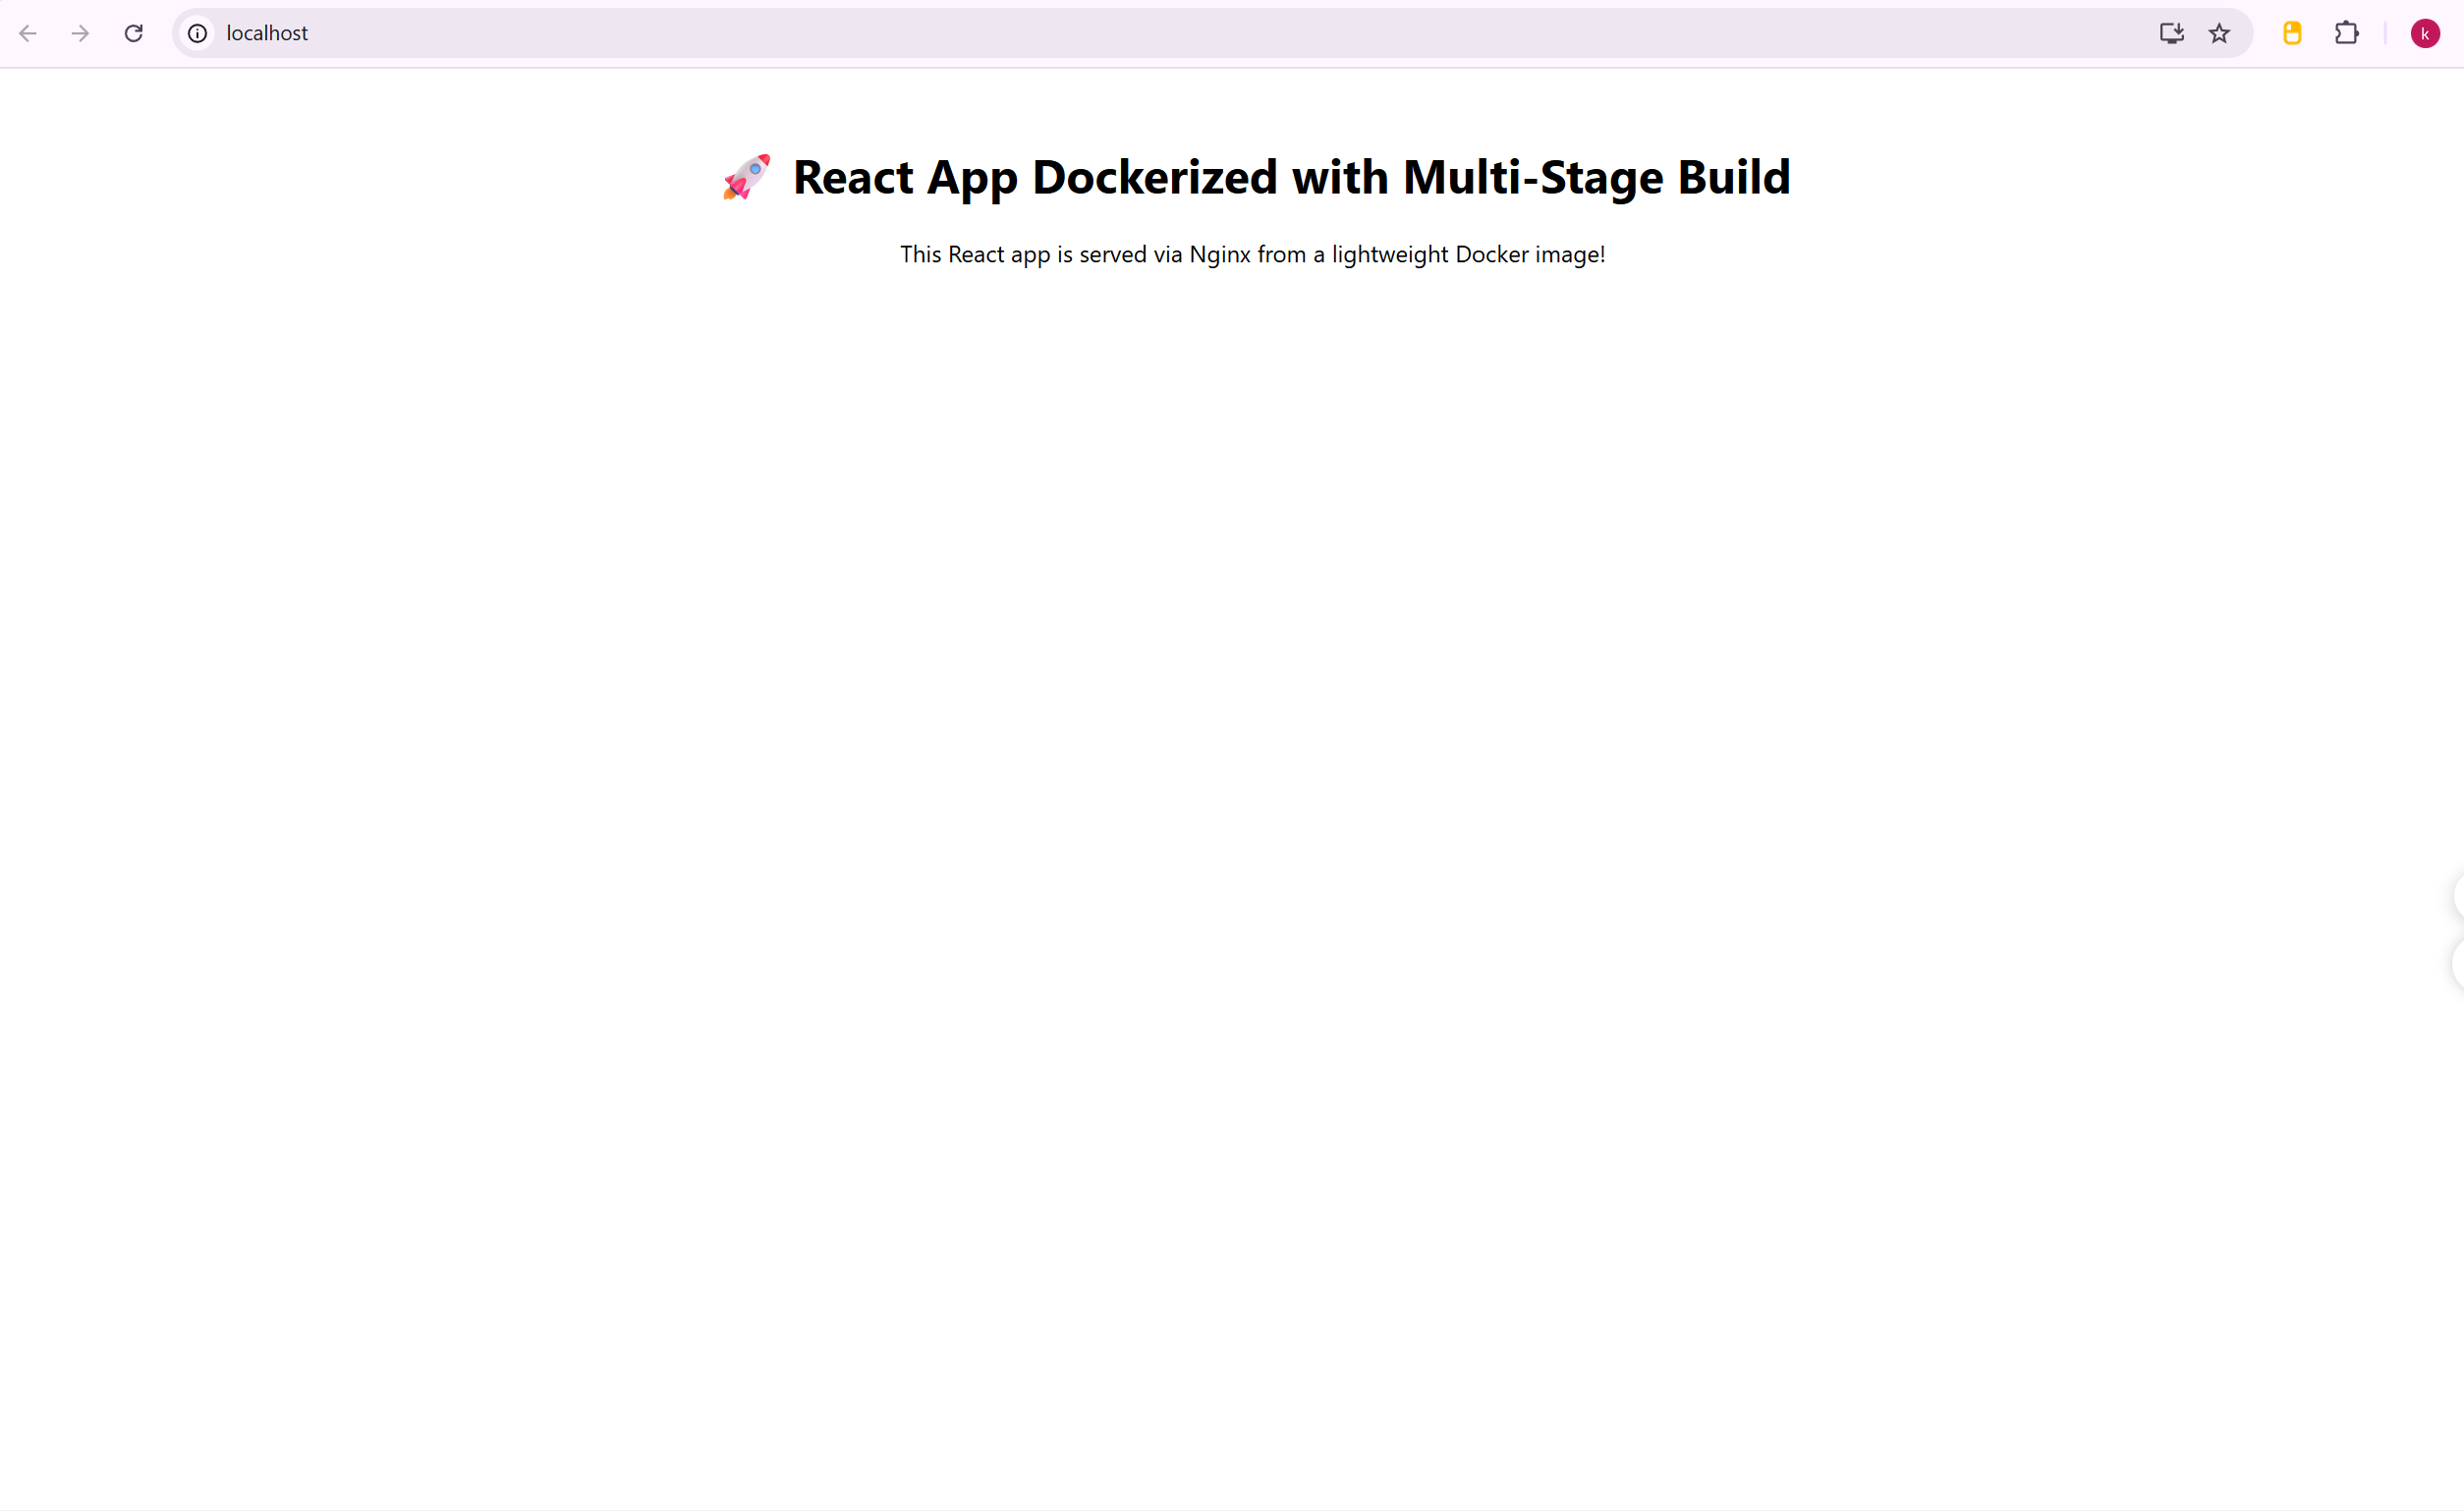 localhost
k
🚀 React App Dockerized with Multi-Stage Build
This React app is served via Nginx from a lightweight Docker image!